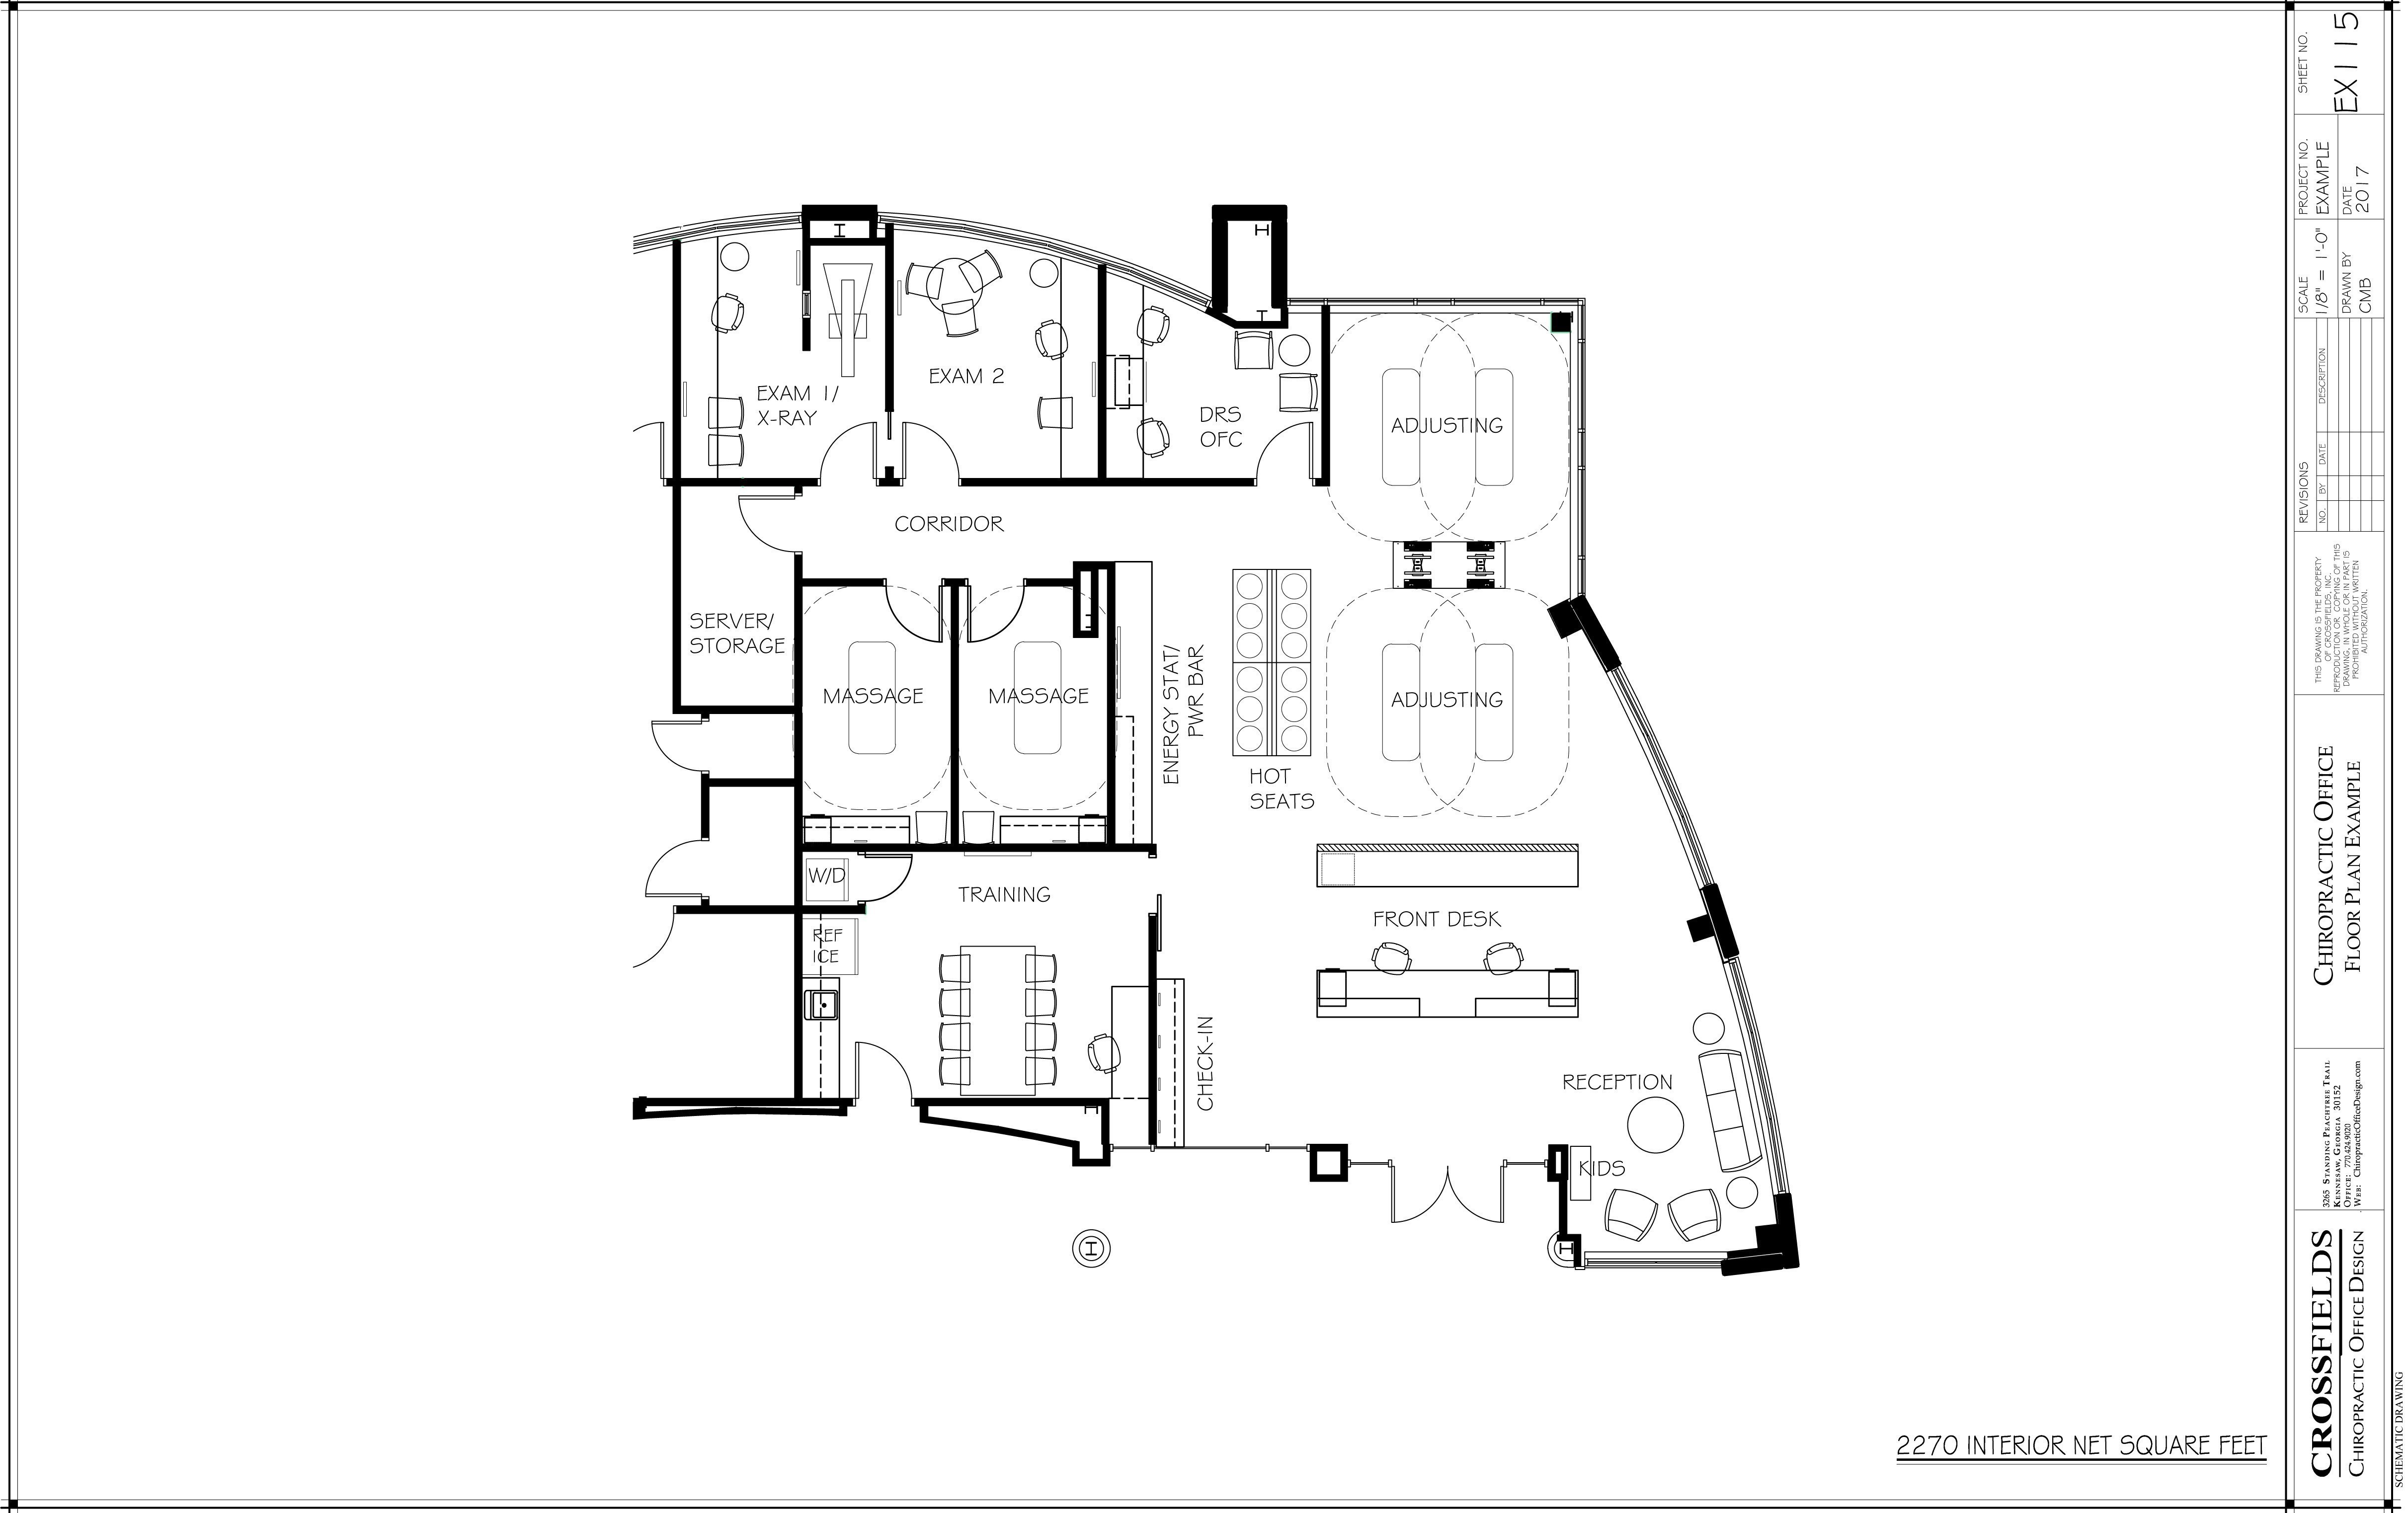 EXAM 1/
X-RAY
EXAM 2
DRS
OFC
ADJUSTING
CORRIDOR
SERVER/
STORAGE
MASSAGE
MASSAGE
ENERGY STAT/
PWR BAR
ADJUSTING
HOT
SEATS
W/D
TRAINING
REF
ICE
FRONT DESK
CHECK-IN
RECEPTION
KIDS
2270 INTERIOR NET SQUARE FEET
SHEET NO.
EX115
PROJECT NO.
EXAMPLE
DATE
2017
SCALE
1/8" = 1'-0"
DRAWN BY
CMB
REVISIONS
NO. BY DATE DESCRIPTION
THIS DRAWING IS THE PROPERTY
OF CROSSFIELDS, INC.
REPRODUCTION OR COPYING OF THIS
DRAWING, IN WHOLE OR IN PART IS
PROHIBITED WITHOUT WRITTEN
AUTHORIZATION.
CHIROPRACTIC OFFICE
FLOOR PLAN EXAMPLE
3265 STANDING PEACHTREE TRAIL
KENNESAW, GEORGIA 30152
OFFICE: 770.424.9020
WEB: ChiropracticOfficeDesign.com
CROSSFIELDS
CHIROPRACTIC OFFICE DESIGN
SCHEMATIC DRAWING